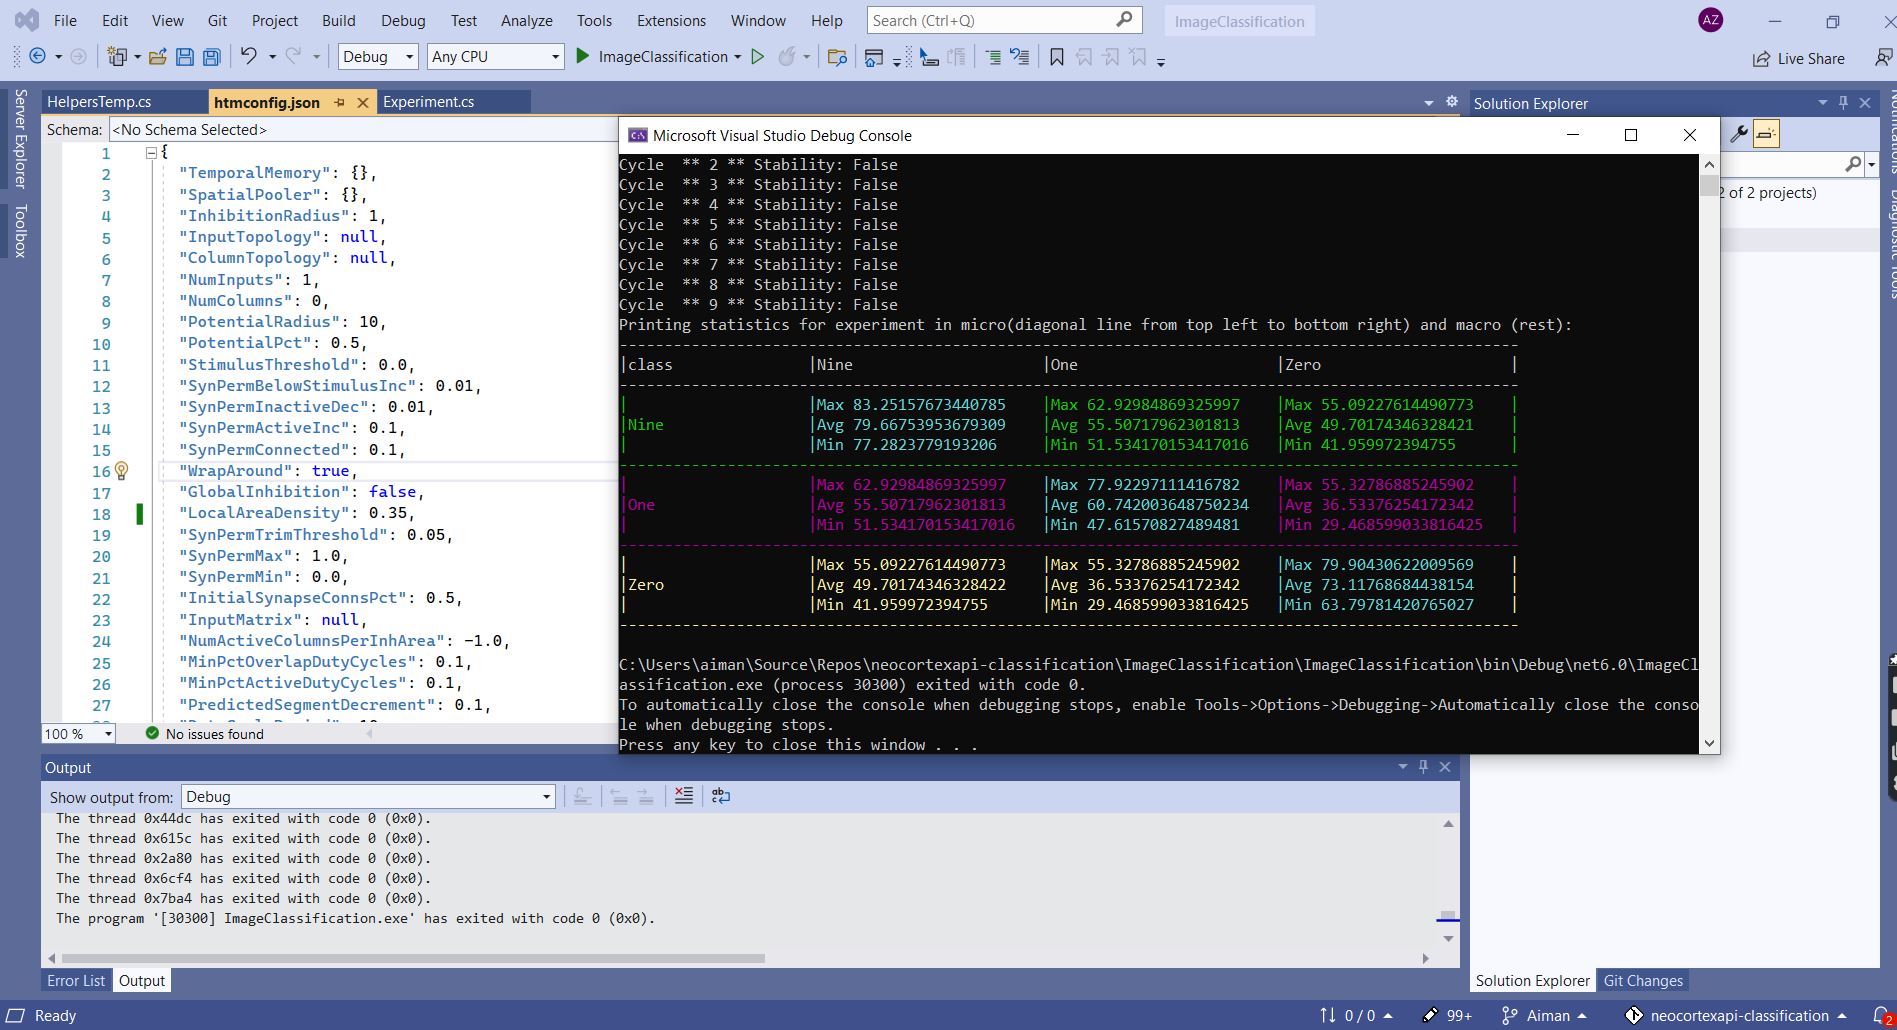 File Edit View Git Project Build Debug Test Analyze Tools Extensions Window Help Search (Ctrl+Q) ImageClassification AZ
Debug Any CPU ImageClassification Live Share
Server Explorer
Toolbox
HelpersTemp.cs htmconfig.json Experiment.cs
Schema: <No Schema Selected>
1 {
2 "TemporalMemory": {},
3 "SpatialPooler": {},
4 "InhibitionRadius": 1,
5 "InputTopology": null,
6 "ColumnTopology": null,
7 "NumInputs": 1,
8 "NumColumns": 0,
9 "PotentialRadius": 10,
10 "PotentialPct": 0.5,
11 "StimulusThreshold": 0.0,
12 "SynPermBelowStimulusInc": 0.01,
13 "SynPermInactiveDec": 0.01,
14 "SynPermActiveInc": 0.1,
15 "SynPermConnected": 0.1,
16 "WrapAround": true,
17 "GlobalInhibition": false,
18 "LocalAreaDensity": 0.35,
19 "SynPermTrimThreshold": 0.05,
20 "SynPermMax": 1.0,
21 "SynPermMin": 0.0,
22 "InitialSynapseConnsPct": 0.5,
23 "InputMatrix": null,
24 "NumActiveColumnsPerInhArea": -1.0,
25 "MinPctOverlapDutyCycles": 0.1,
26 "MinPctActiveDutyCycles": 0.1,
27 "PredictedSegmentDecrement": 0.1,
100 % No issues found
Microsoft Visual Studio Debug Console
Cycle ** 2 ** Stability: False
Cycle ** 3 ** Stability: False
Cycle ** 4 ** Stability: False
Cycle ** 5 ** Stability: False
Cycle ** 6 ** Stability: False
Cycle ** 7 ** Stability: False
Cycle ** 8 ** Stability: False
Cycle ** 9 ** Stability: False
Printing statistics for experiment in micro(diagonal line from top left to bottom right) and macro (rest):
|class |Nine |One |Zero |
| |Max 83.25157673440785 |Max 62.92984869325997 |Max 55.09227614490773 |
|Nine |Avg 79.66753953679309 |Avg 55.50717962301813 |Avg 49.70174346328421 |
| |Min 77.2823779193206 |Min 51.534170153417016 |Min 41.959972394755 |
| |Max 62.92984869325997 |Max 77.92297111416782 |Max 55.32786885245902 |
|One |Avg 55.50717962301813 |Avg 60.742003648750234 |Avg 36.53376254172342 |
| |Min 51.534170153417016 |Min 47.61570827489481 |Min 29.468599033816425 |
| |Max 55.09227614490773 |Max 55.32786885245902 |Max 79.90430622009569 |
|Zero |Avg 49.70174346328422 |Avg 36.53376254172342 |Avg 73.11768684438154 |
| |Min 41.959972394755 |Min 29.468599033816425 |Min 63.79781420765027 |
C:\Users\aiman\Source\Repos\neocortexapi-classification\ImageClassification\ImageClassification\bin\Debug\net6.0\ImageCl
assification.exe (process 30300) exited with code 0.
To automatically close the console when debugging stops, enable Tools->Options->Debugging->Automatically close the conso
le when debugging stops.
Press any key to close this window . . .
Solution Explorer
2 of 2 projects)
Notifications
Diagnostic Tools
Output
Show output from: Debug
The thread 0x44dc has exited with code 0 (0x0).
The thread 0x615c has exited with code 0 (0x0).
The thread 0x2a80 has exited with code 0 (0x0).
The thread 0x6cf4 has exited with code 0 (0x0).
The thread 0x7ba4 has exited with code 0 (0x0).
The program '[30300] ImageClassification.exe' has exited with code 0 (0x0).
Error List Output
Solution Explorer Git Changes
Ready 0 / 0 99+ Aiman neocortexapi-classification 2